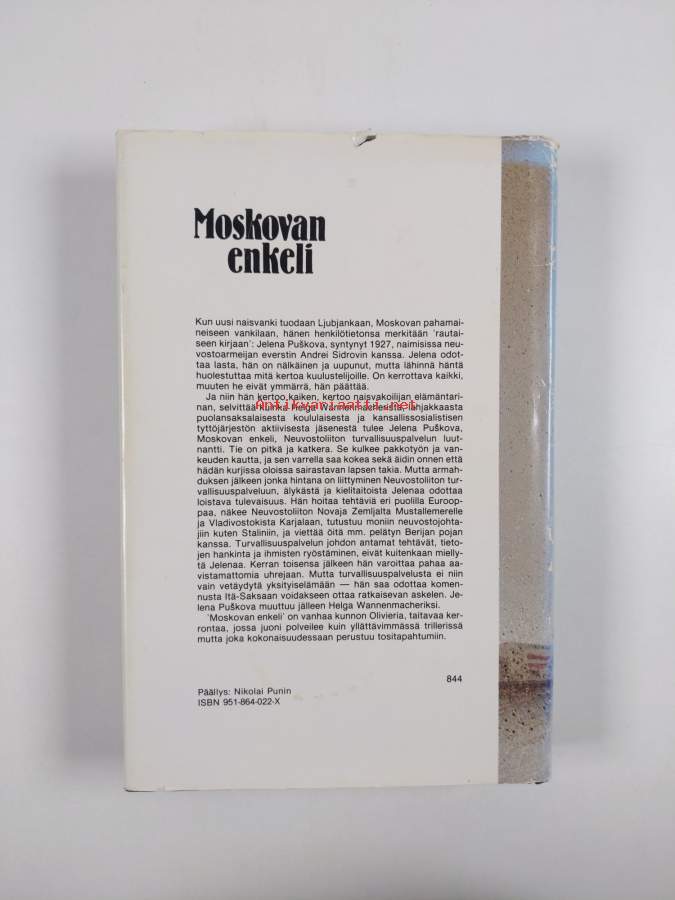 Moskovan
enkeli
Kun uusi naisvanki tuodaan Ljubjankaan, Moskovan pahamai-
neiseen vankilaan, hänen henkilötietonsa merkitään 'rautai-
seen kirjaan': Jelena Puškova, syntynyt 1927, naimisissa neu-
vostoarmeijan everstin Andrei Sidrovin kanssa. Jelena odot-
taa lasta, hän on nälkäinen ja uupunut, mutta lähinnä häntä
huolestuttaa mitä kertoa kuulustelijoille. On kerrottava kaikki,
muuten he eivät ymmärrä, hän päättää.
Ja niin hän kertoo kaiken, kertoo naisvakoilijan elämäntari-
Antikvariaatti.net
nan, selvittää kuinka Helga Wannenmacherista, lahjakkaasta
puolansaksalaisesta koululaisesta ja kansallissosialistisen
tyttöjärjestön aktiivisesta jäsenestä tulee Jelena Puškova,
Moskovan enkeli, Neuvostoliiton turvallisuuspalvelun luut-
nantti. Tie on pitkä ja katkera. Se kulkee pakkotyön ja van-
keuden kautta, ja sen varrella saa kokea sekä äidin onnen että
hädän kurjissa oloissa sairastavan lapsen takia. Mutta armah-
duksen jälkeen jonka hintana on liittyminen Neuvostoliiton tur-
vallisuuspalveluun, älykästä ja kielitaitoista Jelenaa odottaa
loistava tulevaisuus. Hän hoitaa tehtäviä eri puolilla Euroop-
paa, näkee Neuvostoliiton Novaja Zemljalta Mustallemerelle
ja Vladivostokista Karjalaan, tutustuu moniin neuvostojohta-
jiin kuten Staliniin, ja viettää öitä mm. pelätyn Berijan pojan
kanssa. Turvallisuuspalvelun johdon antamat tehtävät, tieto-
jen hankinta ja ihmisten ryöstäminen, eivät kuitenkaan mielly-
tä Jelenaa. Kerran toisensa jälkeen hän varoittaa pahaa aa-
vistamattomia uhrejaan. Mutta turvallisuuspalvelusta ei niin
vain vetäydytä yksityiselämään — hän saa odottaa komen-
nusta Itä-Saksaan voidakseen ottaa ratkaisevan askelen. Je-
lena Puškova muuttuu jälleen Helga Wannenmacheriksi.
'Moskovan enkeli' on vanhaa kunnon Olivieria, taitavaa ker-
rontaa, jossa juoni polveilee kuin yllättävimmässä trillerissä
mutta joka kokonaisuudessaan perustuu tositapahtumiin.
844
Päällys: Nikolai Punin
ISBN 951-864-022-X